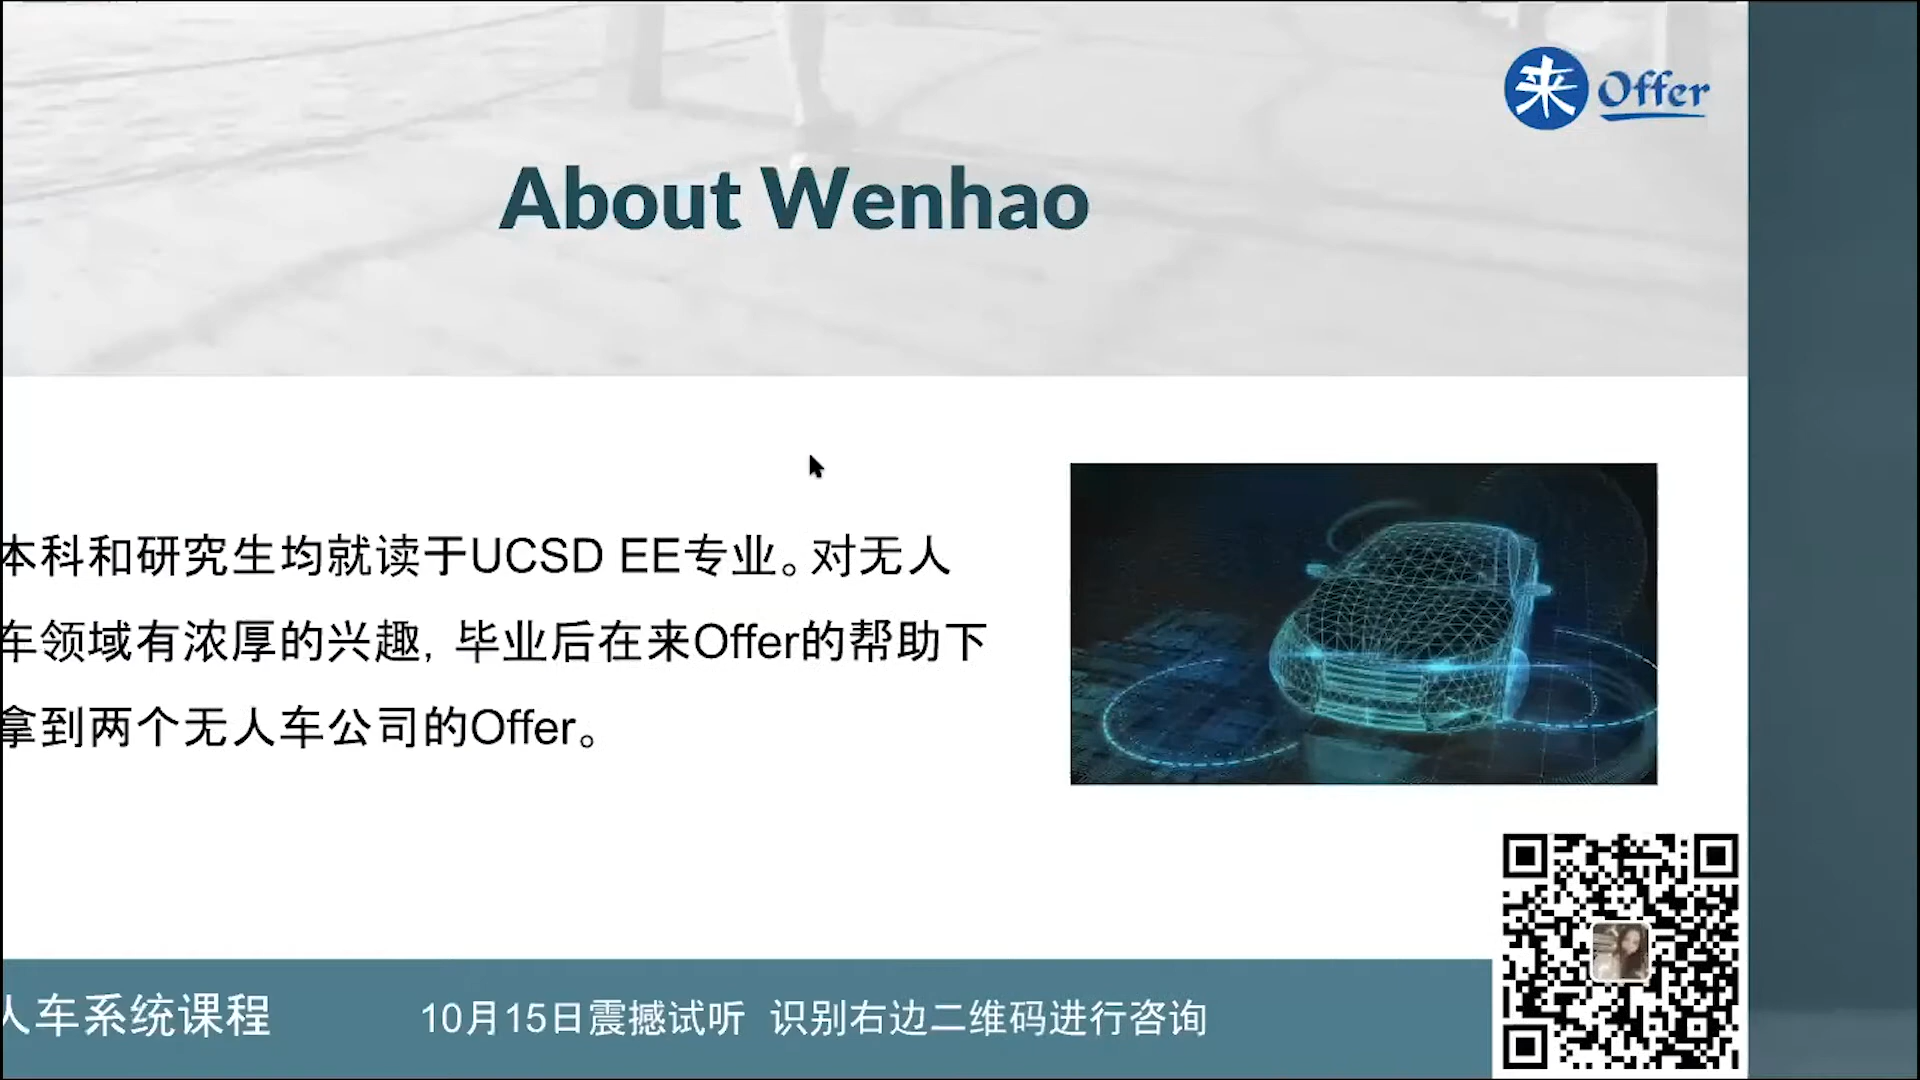 来 Offer
About Wenhao
本科和研究生均就读于UCSD EE专业。对无人
车领域有浓厚的兴趣, 毕业后在来Offer的帮助下
拿到两个无人车公司的Offer。
人车系统课程
10月15日震撼试听 识别右边二维码进行咨询